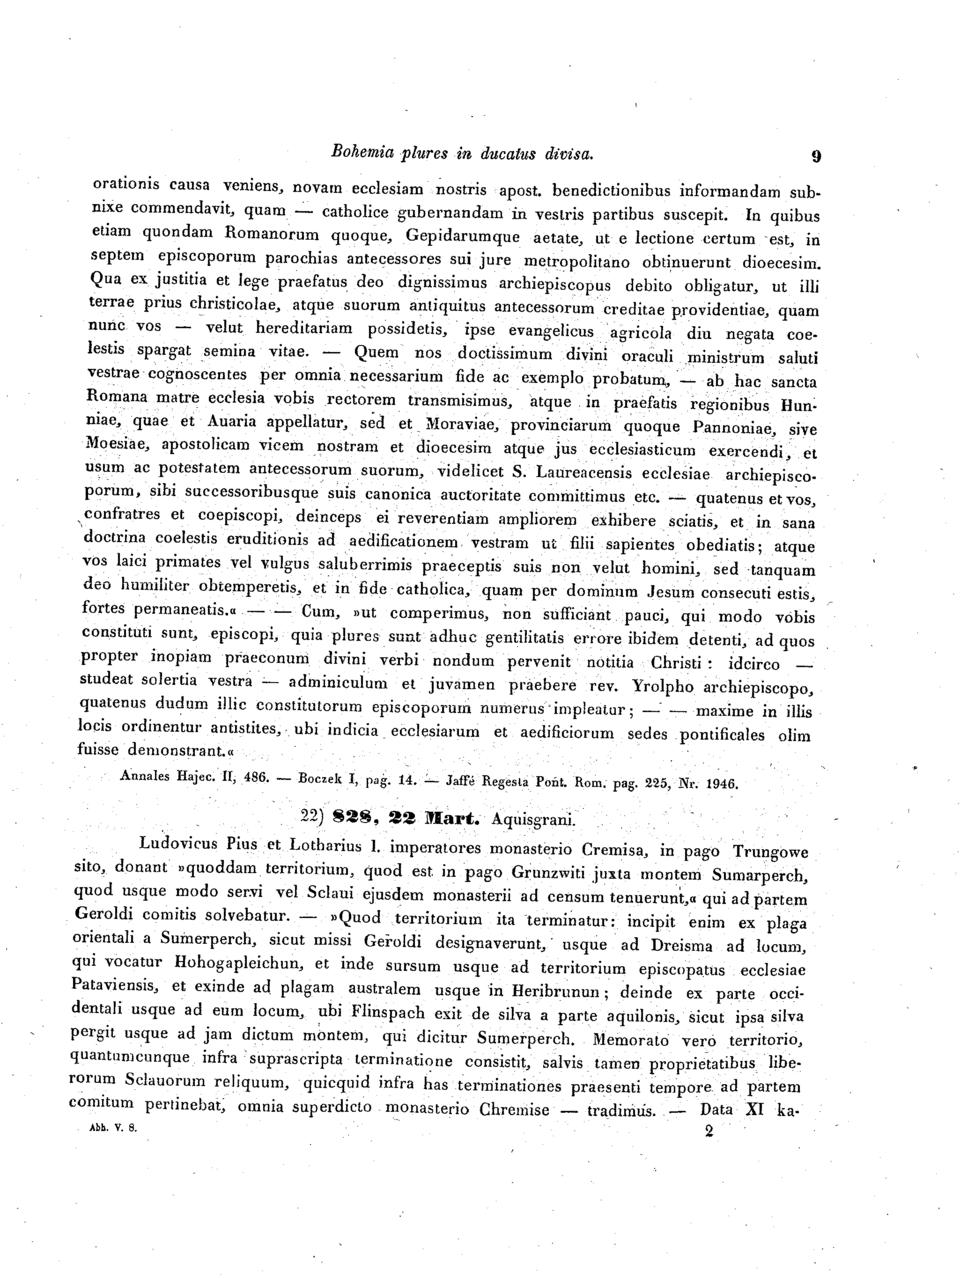 Bohemia plures in ducatus divisa. 9
orationis causa veniens, novam ecclesiam nostris apost. benedictionibus informandam sub-
nixe commendavit, quam — catholice gubernandam in vestris partibus suscepit. In quibus
etiam quondam Romanorum quoque, Gepidarumque aetate, ut e lectione certum est, in
septem episcoporum parochias antecessores sui jure metropolitano obtinuerunt dioecesim.
Qua ex justitia et lege praefatus deo dignissimus archiepiscopus debito obligatur, ut illi
terrae prius christicolae, atque suorum antiquitus antecessorum creditae providentiae, quam
nunc vos — velut hereditariam possidetis, ipse evangelicus agricola diu negata coe-
lestis spargat semina vitae. — Quem nos doctissimum divini oraculi ministrum saluti
vestrae cognoscentes per omnia necessarium fide ac exemplo probatum, — ab hac sancta
Romana matre ecclesia vobis rectorem transmisimus, atque in praefatis regionibus Hun-
niae, quae et Auaria appellatur, sed et Moraviae, provinciarum quoque Pannoniae, sive
Moesiae, apostolicam vicem nostram et dioecesim atque jus ecclesiasticum exercendi, et
usum ac potestatem antecessorum suorum, videlicet S. Laureacensis ecclesiae archiepisco-
porum, sibi successoribusque suis canonica auctoritate committimus etc. — quatenus et vos,
confratres et coepiscopi, deinceps ei reverentiam ampliorem exhibere sciatis, et in sana
doctrina coelestis eruditionis ad aedificationem vestram ut filii sapientes obediatis; atque
vos laici primates vel vulgus saluberrimis praeceptis suis non velut homini, sed tanquam
deo humiliter obtemperetis, et in fide catholica, quam per dominum Jesum consecuti estis,
fortes permaneatis.« — — Cum, »ut comperimus, non sufficiant pauci, qui modo vobis
constituti sunt, episcopi, quia plures sunt adhuc gentilitatis errore ibidem detenti, ad quos
propter inopiam praeconum divini verbi nondum pervenit notitia Christi : idcirco —
studeat solertia vestra — adminiculum et juvamen praebere rev. Yrolpho archiepiscopo,
quatenus dudum illic constitutorum episcoporum numerus impleatur; — — maxime in illis
locis ordinentur antistites, ubi indicia ecclesiarum et aedificiorum sedes pontificales olim
fuisse demonstrant.«
Annales Hajec. II, 486. — Boczek I, pag. 14. — Jaffé Regesta Pont. Rom. pag. 225, Nr. 1946.
22) 828, 22 Mart. Aquisgrani.
Ludovicus Pius et Lotharius I. imperatores monasterio Cremisa, in pago Trungowe
sito, donant »quoddam territorium, quod est in pago Grunzwiti juxta montem Sumarperch,
quod usque modo servi vel Sclaui ejusdem monasterii ad censum tenuerunt,« qui ad partem
Geroldi comitis solvebatur. — »Quod territorium ita terminatur: incipit enim ex plaga
orientali a Sumerperch, sicut missi Geroldi designaverunt, usque ad Dreisma ad locum,
qui vocatur Hohogapleichun, et inde sursum usque ad territorium episcopatus ecclesiae
Pataviensis, et exinde ad plagam australem usque in Heribrunun; deinde ex parte occi-
dentali usque ad eum locum, ubi Flinspach exit de silva a parte aquilonis, sicut ipsa silva
pergit usque ad jam dictum montem, qui dicitur Sumerperch. Memorato vero territorio,
quantumcunque infra suprascripta terminatione consistit, salvis tamen proprietatibus libe-
rorum Sclauorum reliquum, quicquid infra has terminationes praesenti tempore ad partem
comitum pertinebat, omnia superdicto monasterio Chremise — tradimus. — Data XI ka-
Abh. V. 8. 2